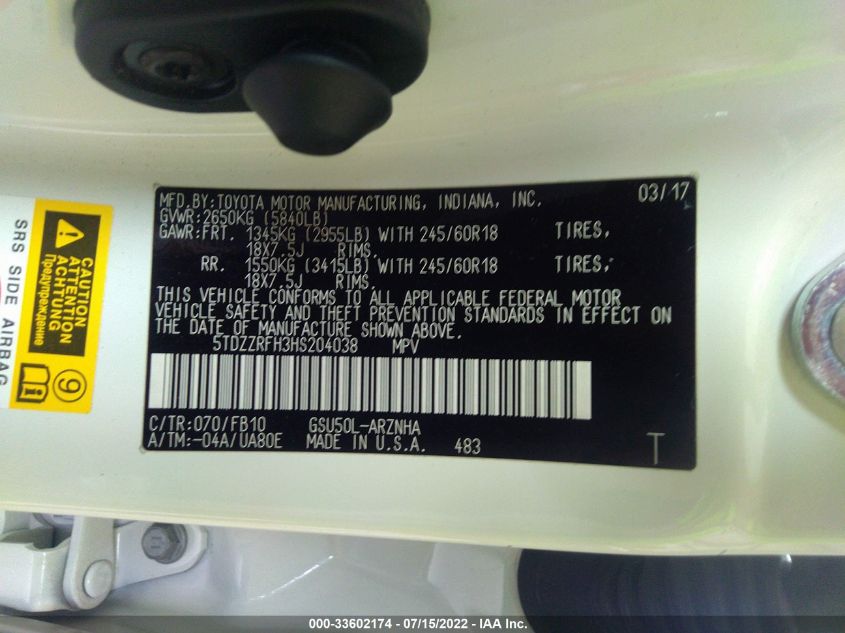 MFD.BY:TOYOTA MOTOR MANUFACTURING, INDIANA, INC. 03/17
GVWR:2650KG (5840LB)
GAWR:FRT. 1345KG (2955LB) WITH 245/60R18 TIRES,
18X7.5J RIMS.
RR. 1550KG (3415LB) WITH 245/60R18 TIRES,
18X7.5J RIMS.
THIS VEHICLE CONFORMS TO ALL APPLICABLE FEDERAL MOTOR
VEHICLE SAFETY AND THEFT PREVENTION STANDARDS IN EFFECT ON
THE DATE OF MANUFACTURE SHOWN ABOVE.
5TDZZRFH3HS204038 MPV
C/TR:070/FB10 GSU50L-ARZNHA
A/TM:-04A/UA80E MADE IN U.S.A. 483 T
SRS SIDE AIRBAG
CAUTION
ATTENTION
ACHTUNG
Предупреждение
9
000-33602174 - 07/15/2022 - IAA Inc.